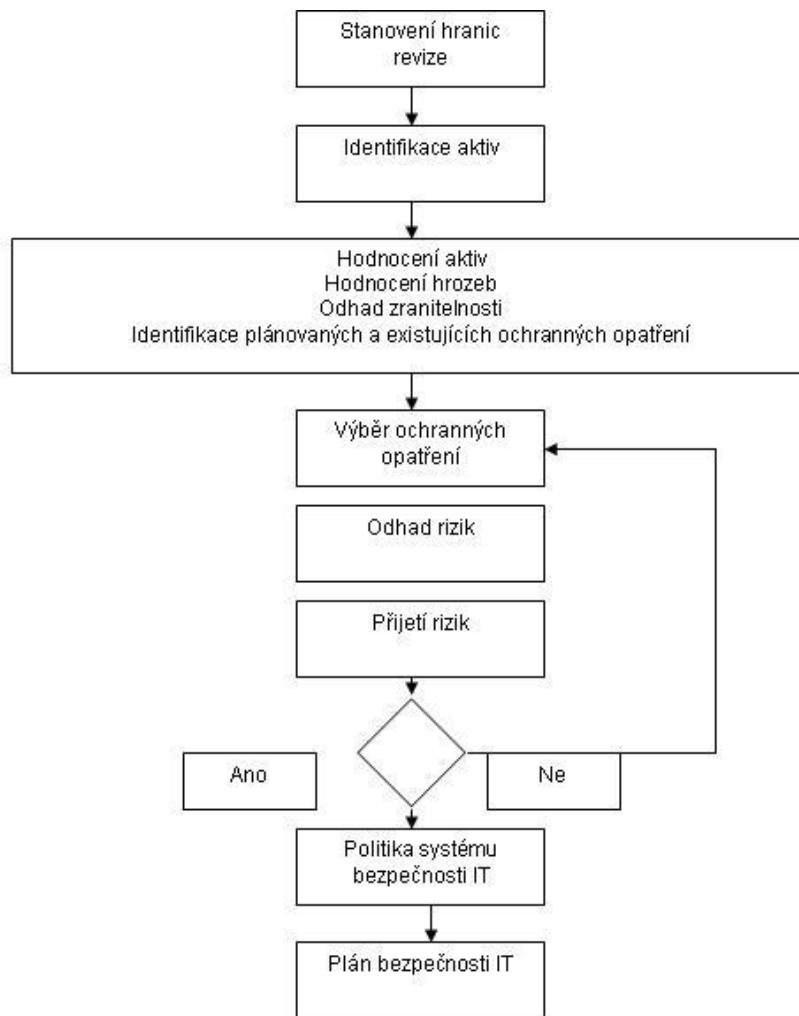 Stanovení hranic
revize
Identifikace aktiv
Hodnocení aktiv
Hodnocení hrozeb
Odhad zranitelnosti
Identifikace plánovaných a existujících ochranných opatření
Výběr ochranných
opatření
Odhad rizik
Přijetí rizik
Ano
Ne
Politika systému
bezpečnosti IT
Plán bezpečnosti IT